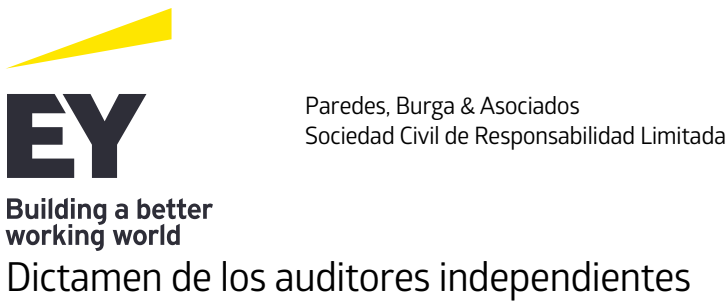 EY
Building a better
working world
Paredes, Burga & Asociados
Sociedad Civil de Responsabilidad Limitada
Dictamen de los auditores independientes